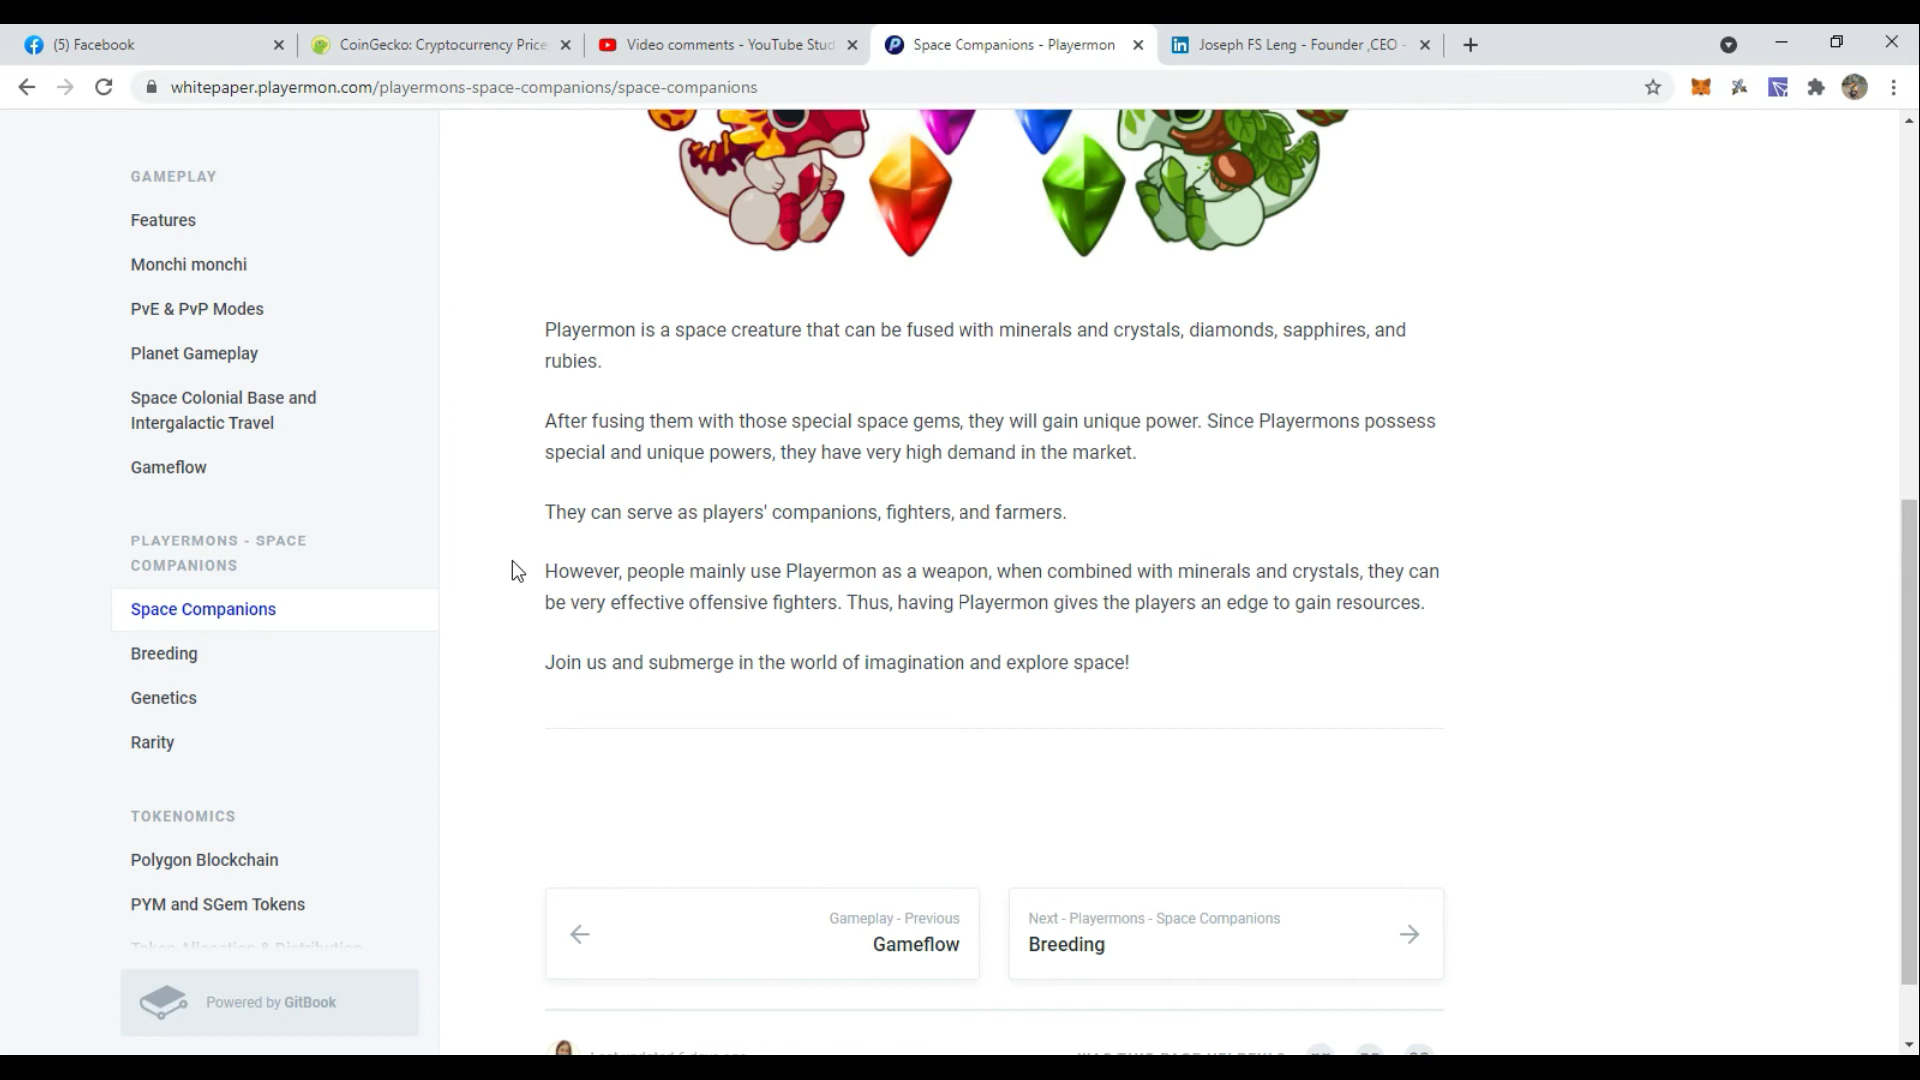 (5) Facebook
CoinGecko: Cryptocurrency Price
Video comments - YouTube Stud
Space Companions - Playermon
Joseph FS Leng - Founder ,CEO -
whitepaper.playermon.com/playermons-space-companions/space-companions
GAMEPLAY
Features
Monchi monchi
PvE & PvP Modes
Planet Gameplay
Space Colonial Base and
Intergalactic Travel
Gameflow
PLAYERMONS - SPACE
COMPANIONS
Space Companions
Breeding
Genetics
Rarity
TOKENOMICS
Polygon Blockchain
PYM and SGem Tokens
Token Allocation & Distribution
Powered by GitBook
Playermon is a space creature that can be fused with minerals and crystals, diamonds, sapphires, and
rubies.
After fusing them with those special space gems, they will gain unique power. Since Playermons possess
special and unique powers, they have very high demand in the market.
They can serve as players' companions, fighters, and farmers.
However, people mainly use Playermon as a weapon, when combined with minerals and crystals, they can
be very effective offensive fighters. Thus, having Playermon gives the players an edge to gain resources.
Join us and submerge in the world of imagination and explore space!
Gameplay - Previous
Gameflow
Next - Playermons - Space Companions
Breeding